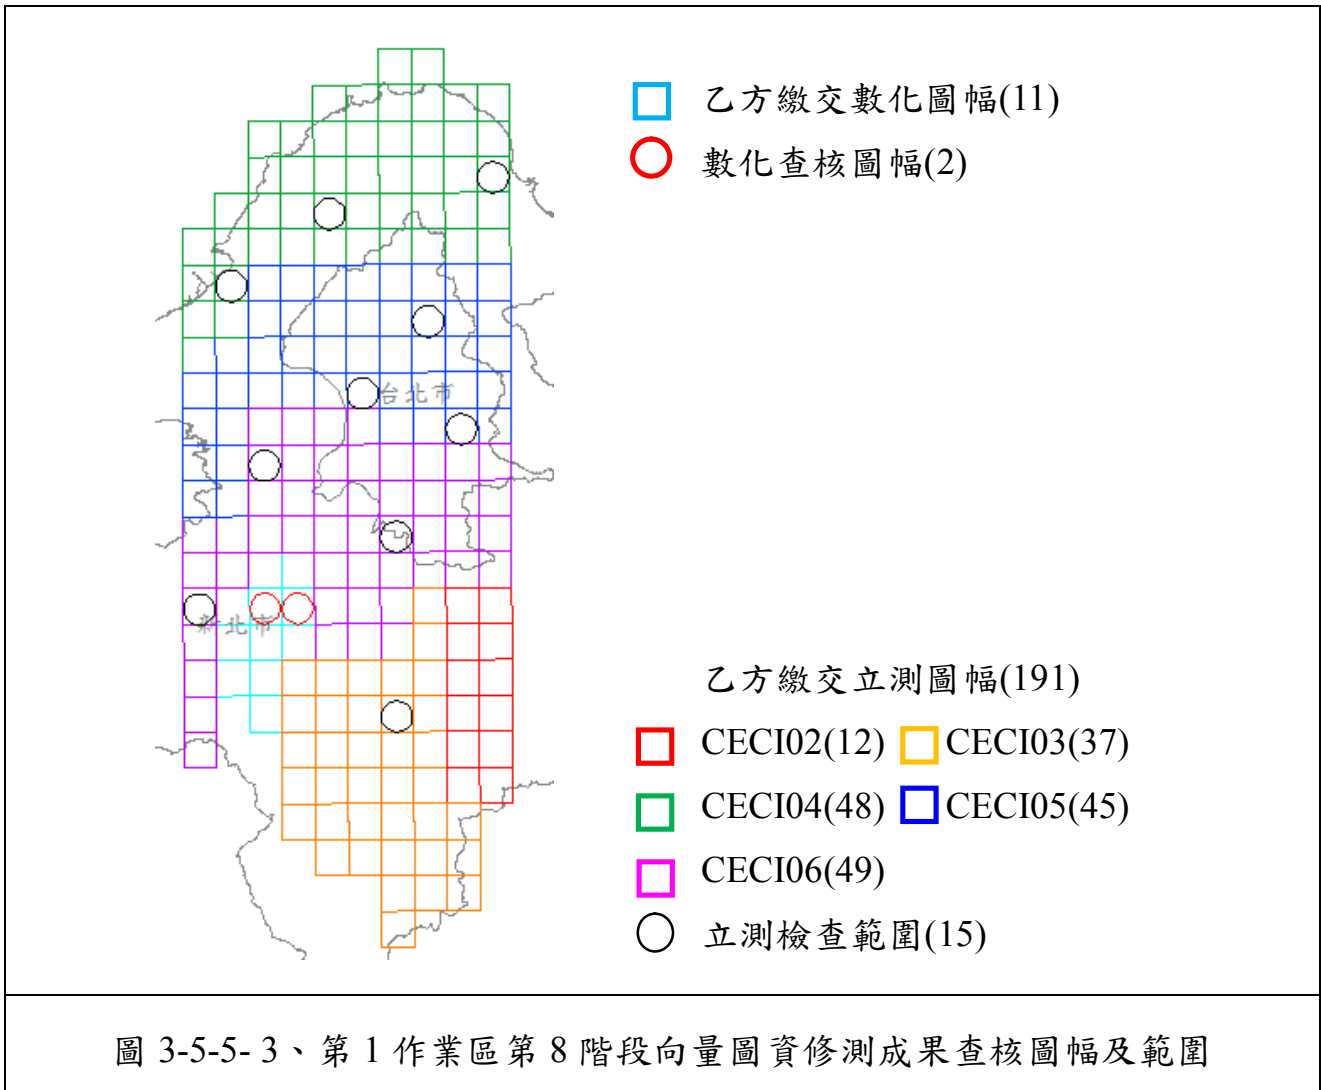 乙方繳交數化圖幅(11)
數化查核圖幅(2)
台北市
新北市
乙方繳交立測圖幅(191)
CECI02(12) CECI03(37)
CECI04(48) CECI05(45)
CECI06(49)
立測檢查範圍(15)
圖 3-5-5- 3、第 1 作業區第 8 階段向量圖資修測成果查核圖幅及範圍